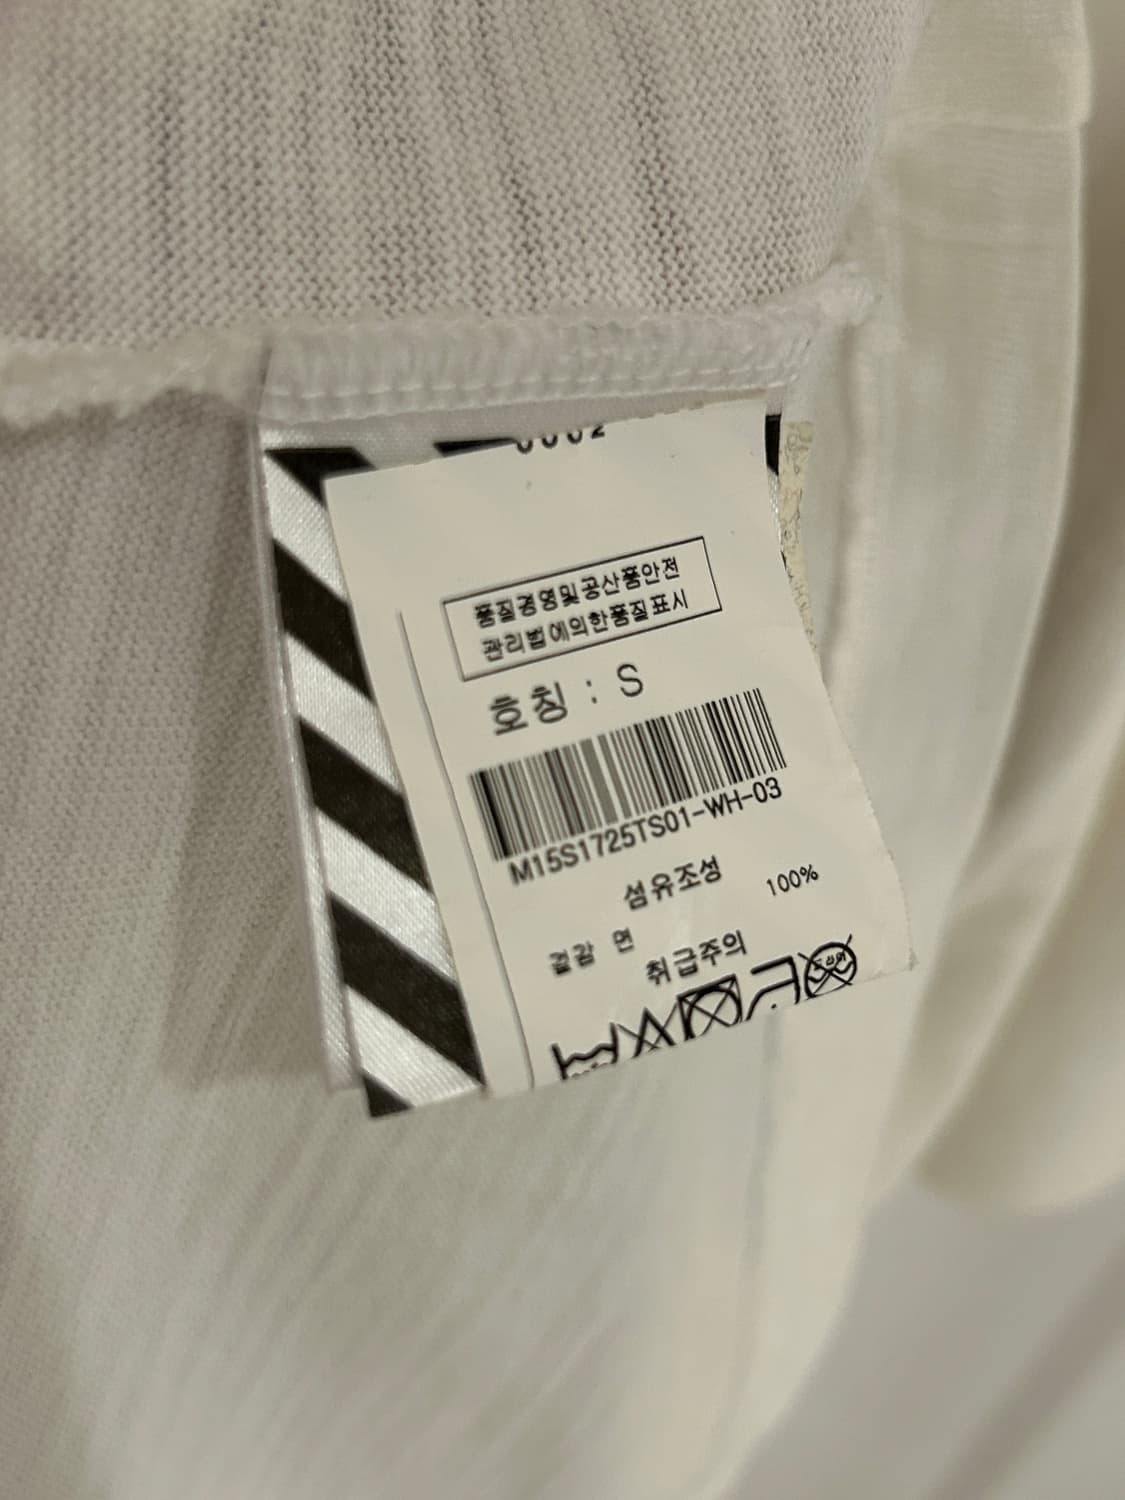 품질경영및공산품안전
관리법에의한품질표시
호칭 : S
M15S1725TS01-WH-03
섬유조성
겉감 면 100%
취급주의